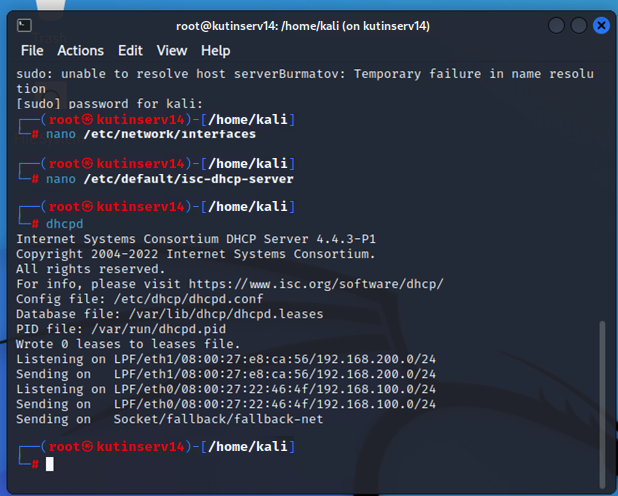 root@kutinserv14: /home/kali (on kutinserv14)
File Actions Edit View Help
sudo: unable to resolve host serverBurmatov: Temporary failure in name resolu
tion
[sudo] password for kali:
┌──(root㉿kutinserv14)-[/home/kali]
└─# nano /etc/network/interfaces
┌──(root㉿kutinserv14)-[/home/kali]
└─# nano /etc/default/isc-dhcp-server
┌──(root㉿kutinserv14)-[/home/kali]
└─# dhcpd
Internet Systems Consortium DHCP Server 4.4.3-P1
Copyright 2004-2022 Internet Systems Consortium.
All rights reserved.
For info, please visit https://www.isc.org/software/dhcp/
Config file: /etc/dhcp/dhcpd.conf
Database file: /var/lib/dhcp/dhcpd.leases
PID file: /var/run/dhcpd.pid
Wrote 0 leases to leases file.
Listening on LPF/eth1/08:00:27:e8:ca:56/192.168.200.0/24
Sending on   LPF/eth1/08:00:27:e8:ca:56/192.168.200.0/24
Listening on LPF/eth0/08:00:27:22:46:4f/192.168.100.0/24
Sending on   LPF/eth0/08:00:27:22:46:4f/192.168.100.0/24
Sending on   Socket/fallback/fallback-net
┌──(root㉿kutinserv14)-[/home/kali]
└─#